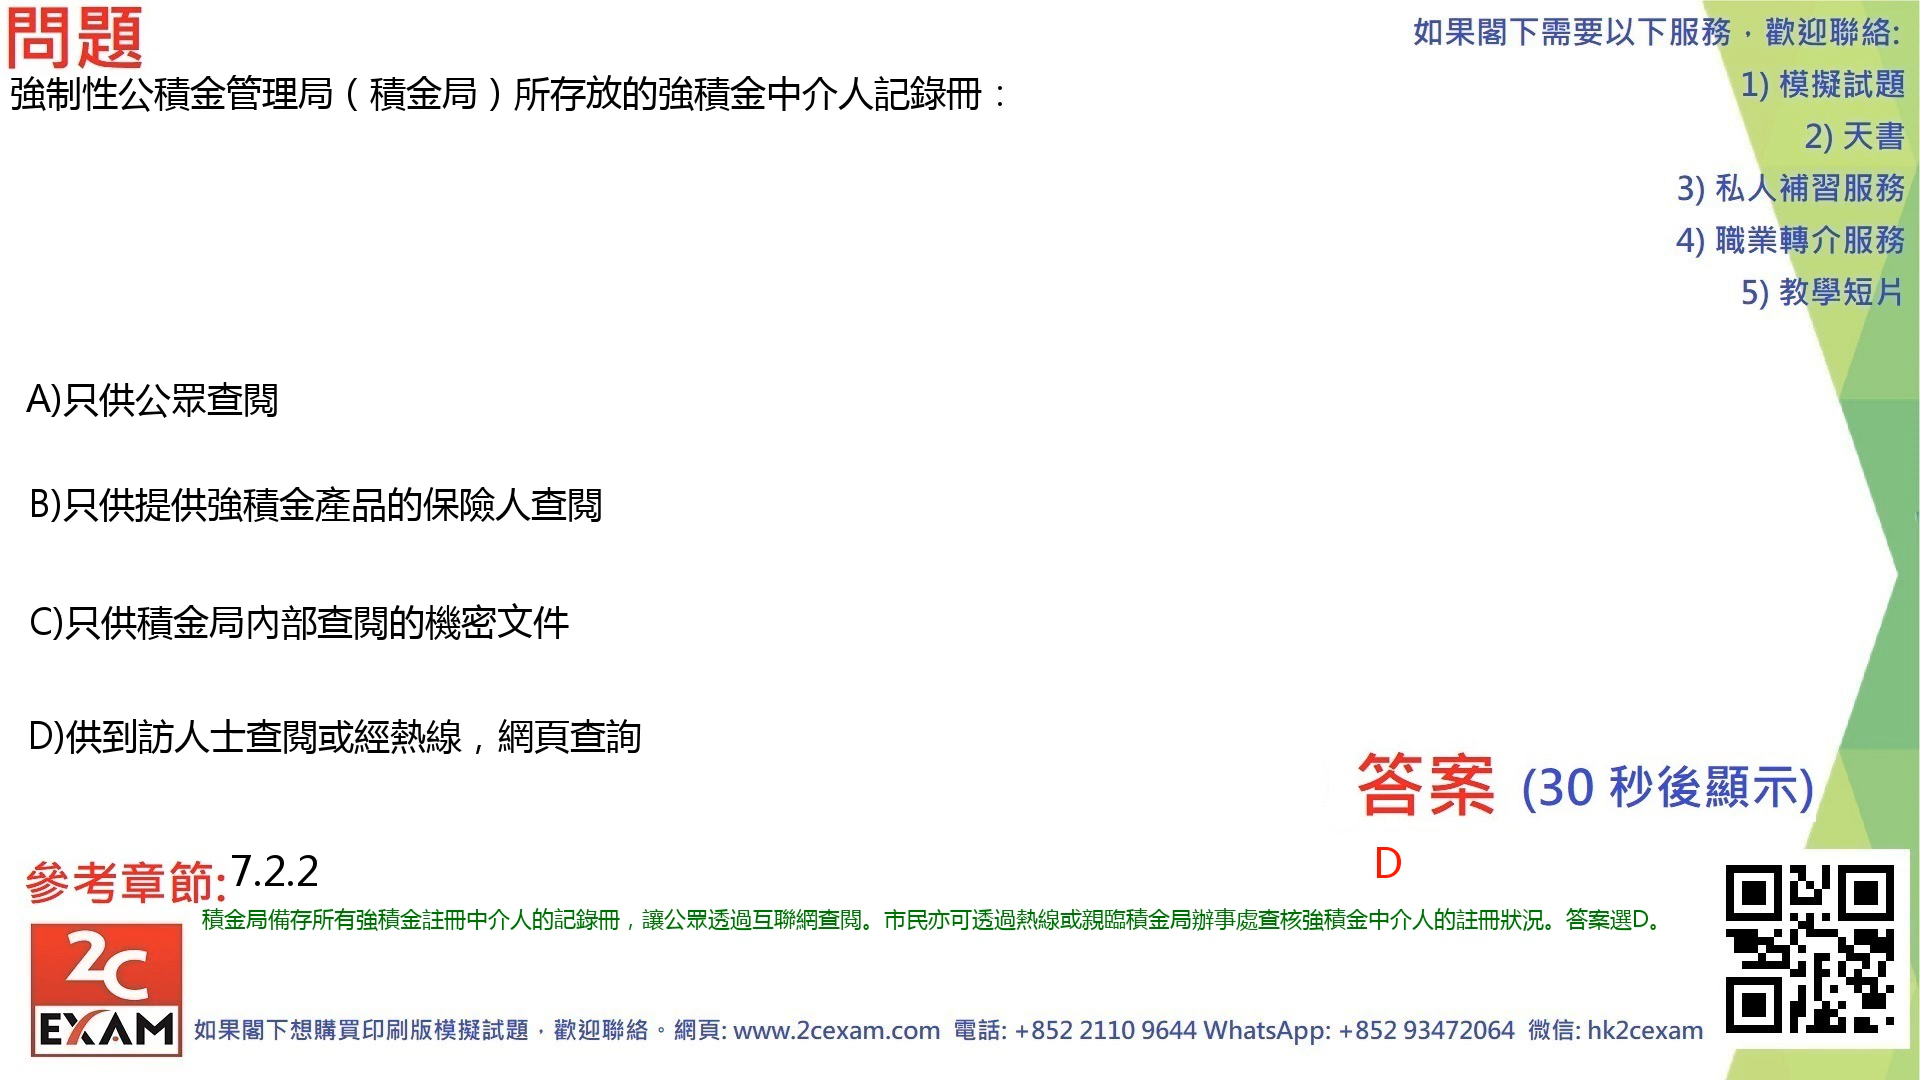 問題
強制性公積金管理局（積金局）所存放的強積金中介人記錄冊：
如果閣下需要以下服務，歡迎聯絡:
1) 模擬試題
2) 天書
3) 私人補習服務
4) 職業轉介服務
5) 教學短片
A)只供公眾查閱
B)只供提供強積金產品的保險人查閱
C)只供積金局內部查閱的機密文件
D)供到訪人士查閱或經熱線，網頁查詢
答案 (30 秒後顯示)
D
參考章節:7.2.2
積金局備存所有強積金註冊中介人的記錄冊，讓公眾透過互聯網查閱。市民亦可透過熱線或親臨積金局辦事處查核強積金中介人的註冊狀況。答案選D。
2C
EXAM
如果閣下想購買印刷版模擬試題，歡迎聯絡。網頁: www.2cexam.com 電話: +852 2110 9644 WhatsApp: +852 93472064 微信: hk2cexam